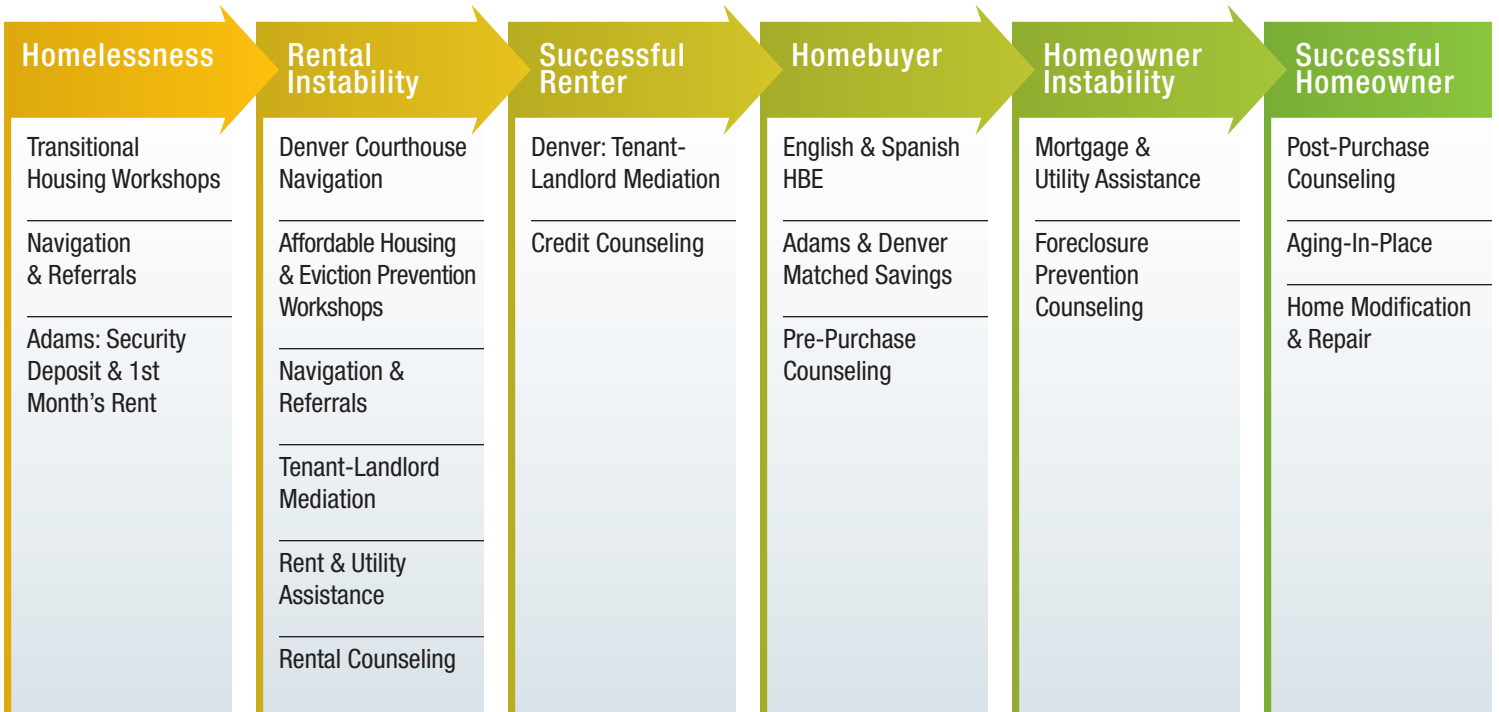 Homelessness
Transitional
Housing Workshops
Navigation
& Referrals
Adams: Security
Deposit & 1st
Month’s Rent
Rental
Instability
Denver Courthouse
Navigation
Affordable Housing
& Eviction Prevention
Workshops
Navigation &
Referrals
Tenant-Landlord
Mediation
Rent & Utility
Assistance
Rental Counseling
Successful
Renter
Denver: Tenant-
Landlord Mediation
Credit Counseling
Homebuyer
English & Spanish
HBE
Adams & Denver
Matched Savings
Pre-Purchase
Counseling
Homeowner
Instability
Mortgage &
Utility Assistance
Foreclosure
Prevention
Counseling
Successful
Homeowner
Post-Purchase
Counseling
Aging-In-Place
Home Modification
& Repair